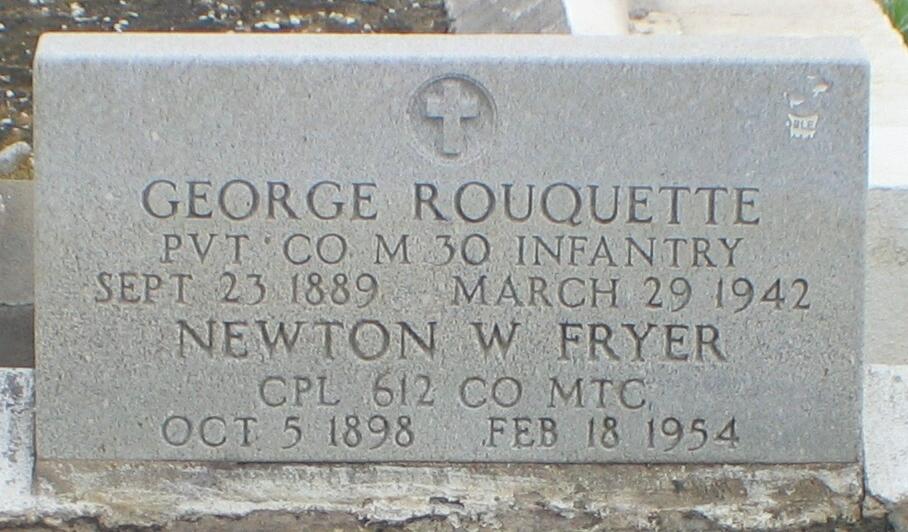 GEORGE ROUQUETTE
PVT CO M 30 INFANTRY
SEPT 23 1889 MARCH 29 1942
NEWTON W FRYER
CPL 612 CO MTC
OCT 5 1898 FEB 18 1954